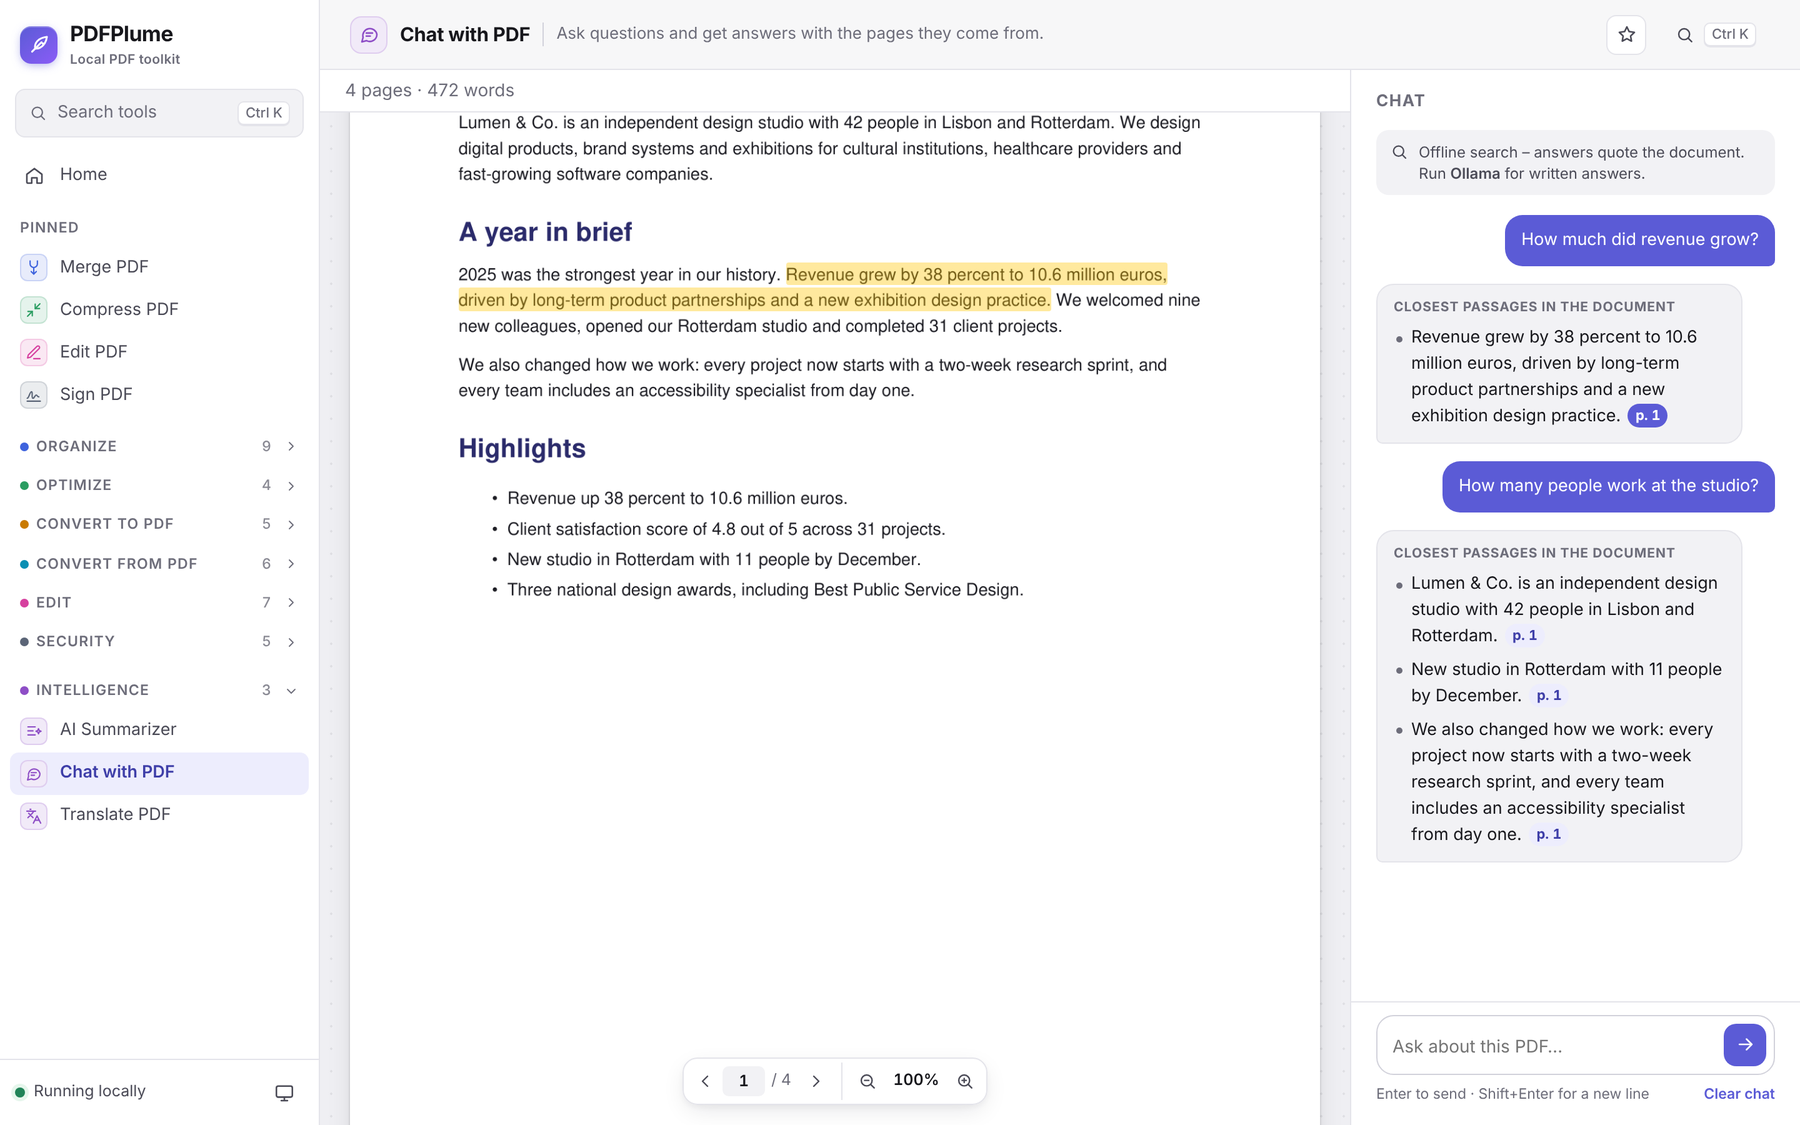 PDFPlume
Local PDF toolkit
Search tools Ctrl K
Home
PINNED
Merge PDF
Compress PDF
Edit PDF
Sign PDF
ORGANIZE 9
OPTIMIZE 4
CONVERT TO PDF 5
CONVERT FROM PDF 6
EDIT 7
SECURITY 5
INTELLIGENCE 3
AI Summarizer
Chat with PDF
Translate PDF
Running locally
Chat with PDF Ask questions and get answers with the pages they come from.
Ctrl K
4 pages · 472 words
Lumen & Co. is an independent design studio with 42 people in Lisbon and Rotterdam. We design
digital products, brand systems and exhibitions for cultural institutions, healthcare providers and
fast-growing software companies.
A year in brief
2025 was the strongest year in our history. Revenue grew by 38 percent to 10.6 million euros,
driven by long-term product partnerships and a new exhibition design practice. We welcomed nine
new colleagues, opened our Rotterdam studio and completed 31 client projects.
We also changed how we work: every project now starts with a two-week research sprint, and
every team includes an accessibility specialist from day one.
Highlights
• Revenue up 38 percent to 10.6 million euros.
• Client satisfaction score of 4.8 out of 5 across 31 projects.
• New studio in Rotterdam with 11 people by December.
• Three national design awards, including Best Public Service Design.
1 / 4 100%
CHAT
Offline search – answers quote the document.
Run Ollama for written answers.
How much did revenue grow?
CLOSEST PASSAGES IN THE DOCUMENT
• Revenue grew by 38 percent to 10.6
million euros, driven by long-term
product partnerships and a new
exhibition design practice. p. 1
How many people work at the studio?
CLOSEST PASSAGES IN THE DOCUMENT
• Lumen & Co. is an independent design
studio with 42 people in Lisbon and
Rotterdam. p. 1
• New studio in Rotterdam with 11 people
by December. p. 1
• We also changed how we work: every
project now starts with a two-week
research sprint, and every team
includes an accessibility specialist
from day one. p. 1
Ask about this PDF...
Enter to send · Shift+Enter for a new line Clear chat